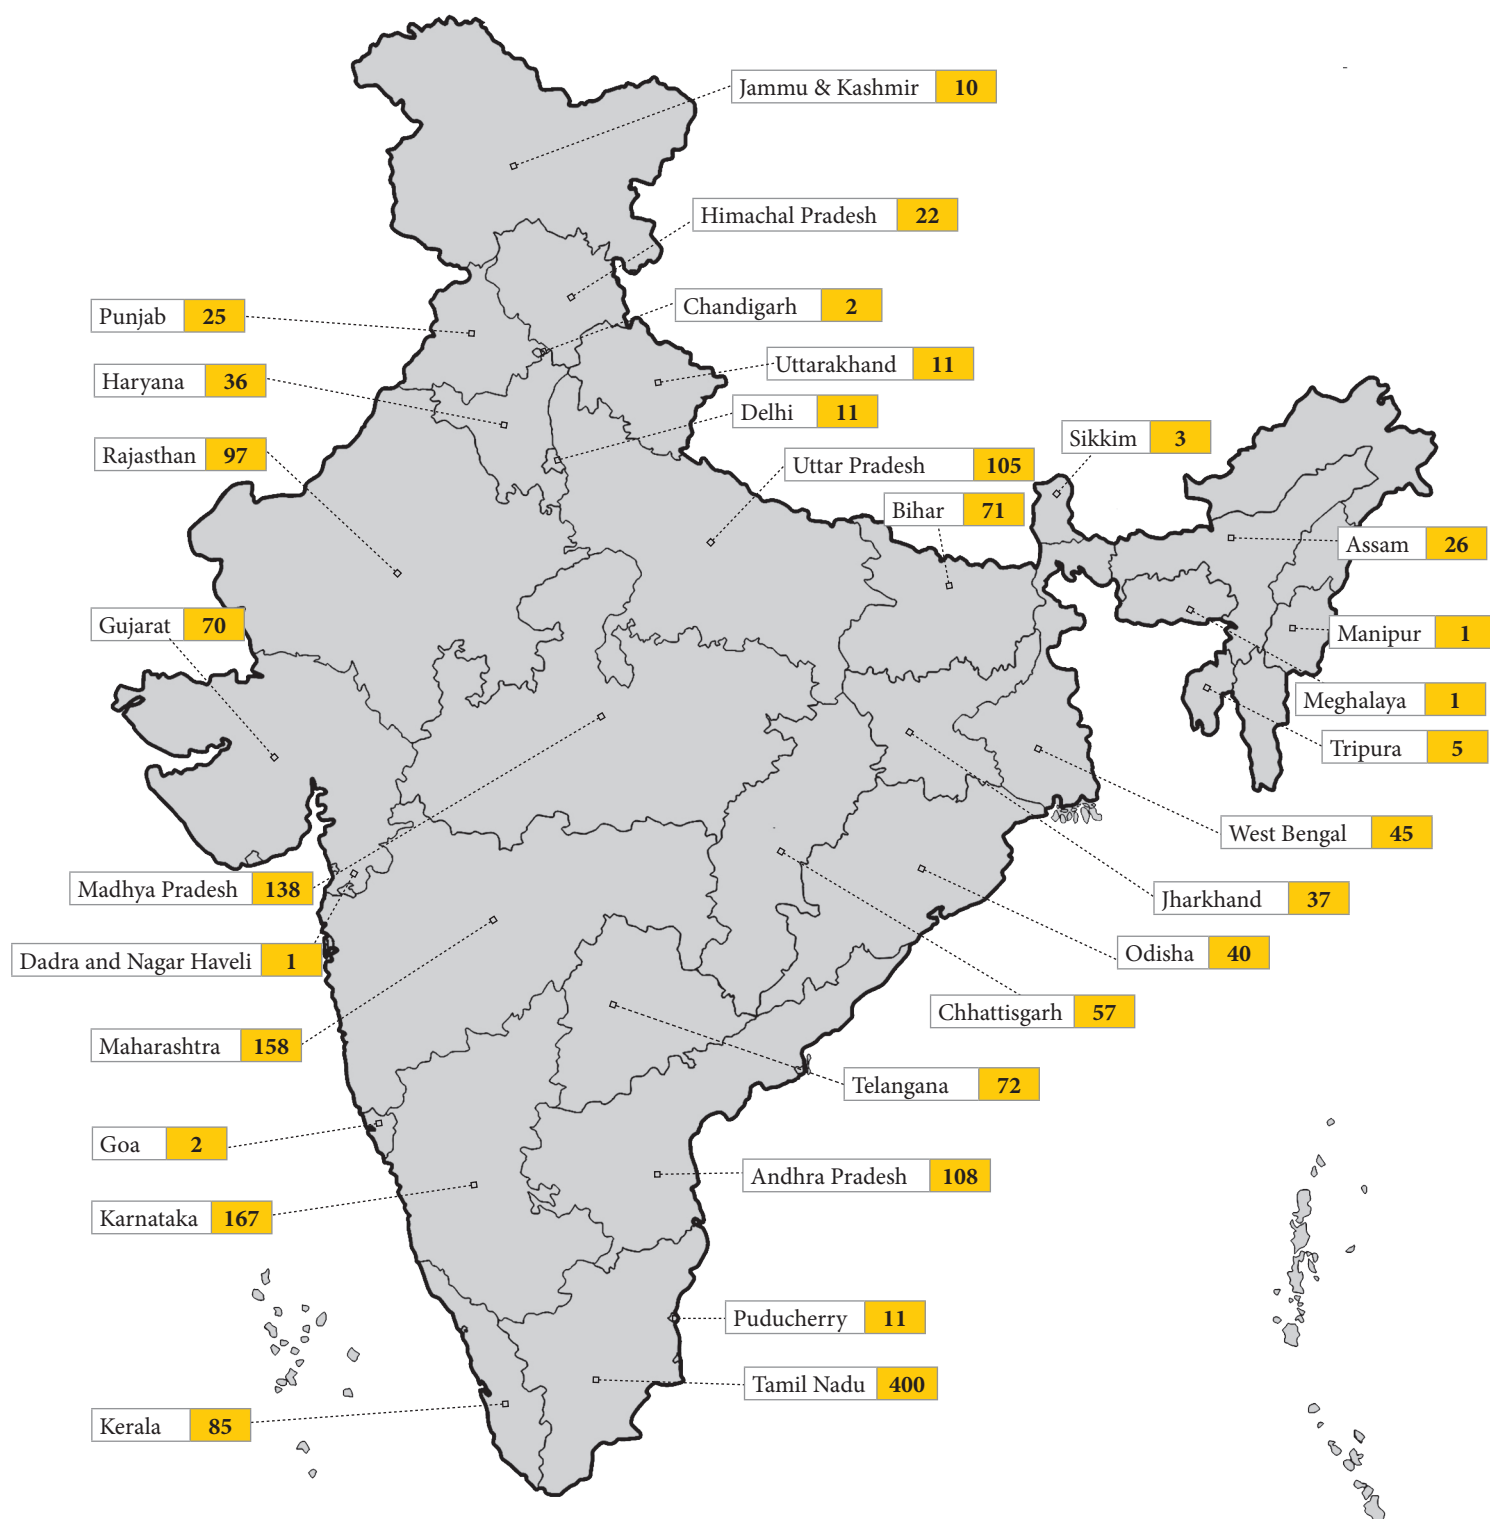 Jammu & Kashmir 10
Himachal Pradesh 22
Chandigarh 2
Punjab 25
Uttarakhand 11
Haryana 36
Delhi 11
Sikkim 3
Rajasthan 97
Uttar Pradesh 105
Bihar 71
Assam 26
Gujarat 70
Manipur 1
Meghalaya 1
Tripura 5
West Bengal 45
Madhya Pradesh 138
Jharkhand 37
Odisha 40
Dadra and Nagar Haveli 1
Chhattisgarh 57
Maharashtra 158
Telangana 72
Goa 2
Andhra Pradesh 108
Karnataka 167
Puducherry 11
Tamil Nadu 400
Kerala 85